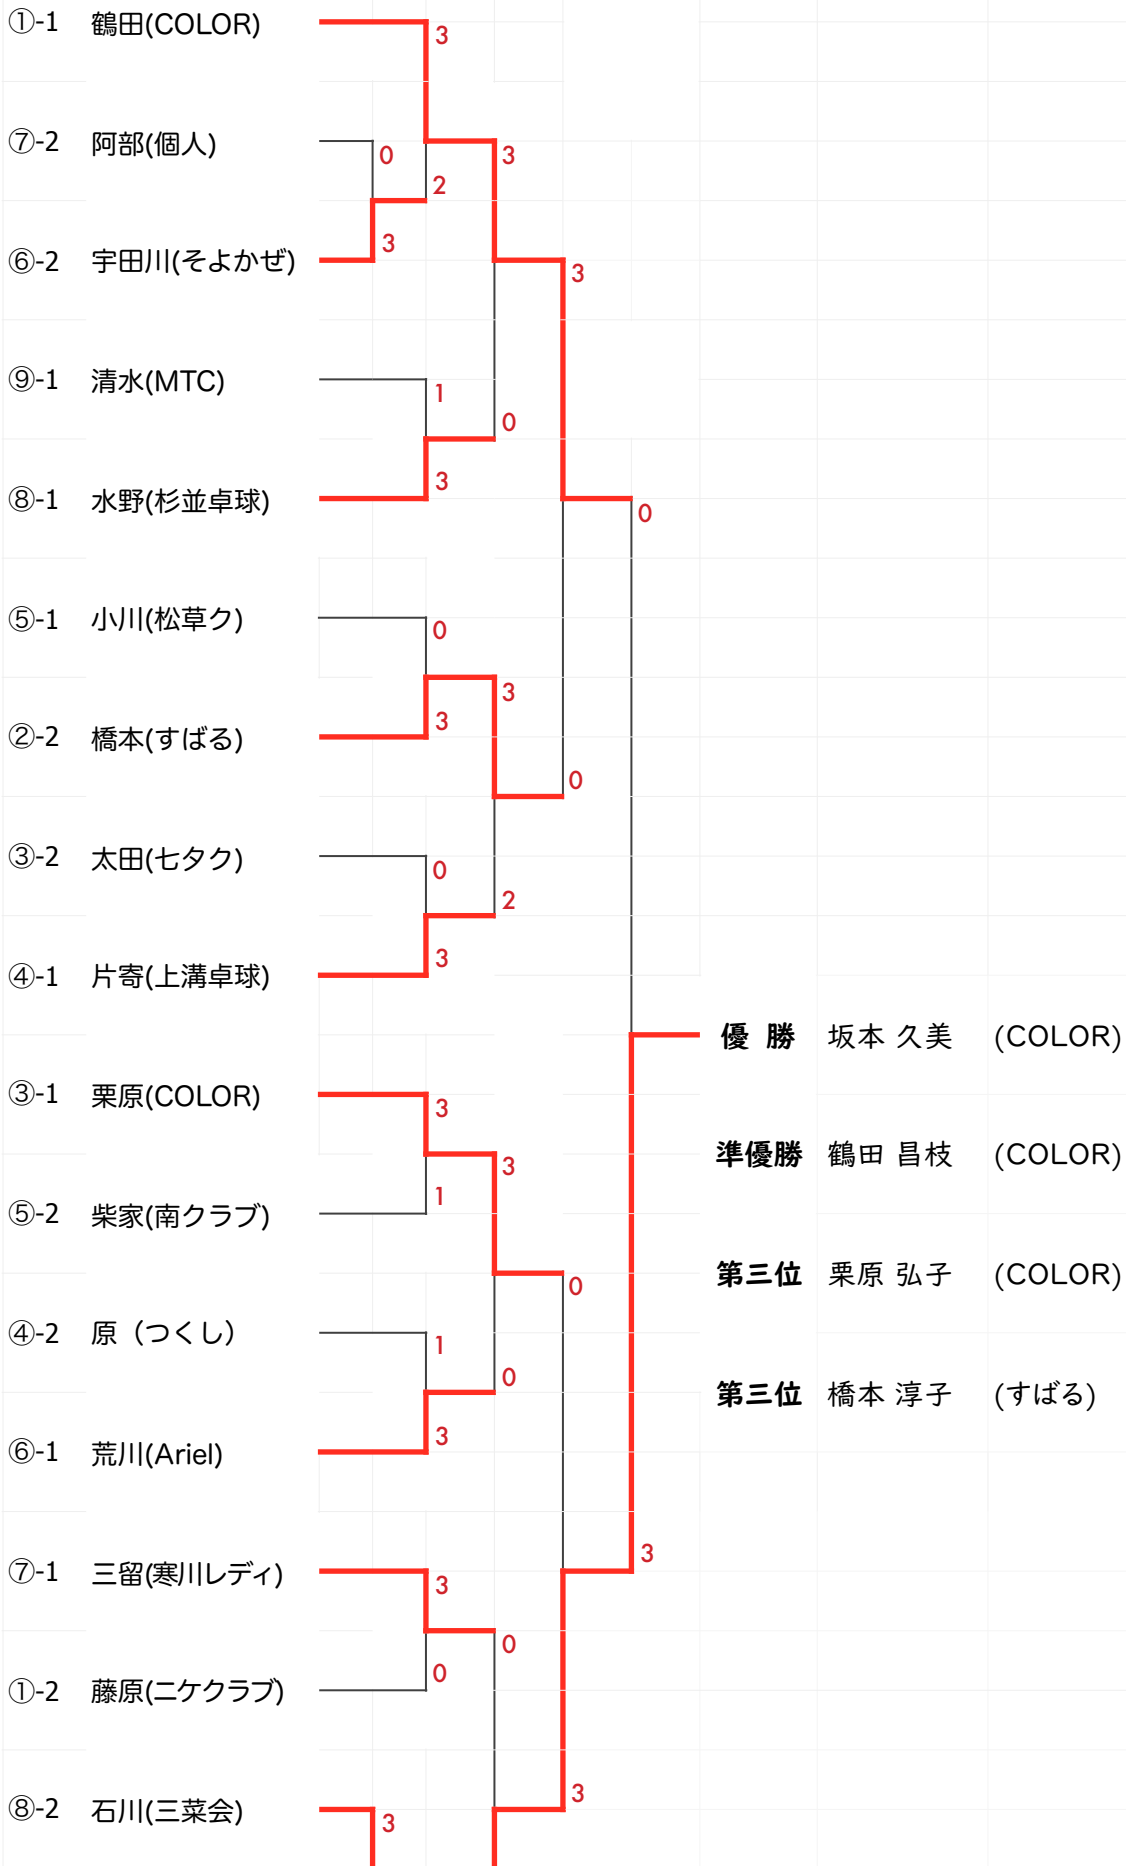 ①-1 鶴田(COLOR)
3
⑦-2 阿部(個人)
0 3
2
3
⑥-2 宇田川(そよかぜ)
3
⑨-1 清水(MTC)
1
0
3
⑧-1 水野(杉並卓球)
0
⑤-1 小川(松草ク)
0
3
3
②-2 橋本(すばる)
0
③-2 太田(七夕ク)
0
2
3
④-1 片寄(上溝卓球)
優 勝 坂本 久美 (COLOR)
③-1 栗原(COLOR)
3
準優勝 鶴田 昌枝 (COLOR)
3
1
⑤-2 柴家(南クラブ)
第三位 栗原 弘子 (COLOR)
0
④-2 原（つくし）
1
0
第三位 橋本 淳子 (すばる)
3
⑥-1 荒川(Ariel)
3
⑦-1 三留(寒川レディ)
3
0
0
①-2 藤原(ニケクラブ)
3
⑧-2 石川(三菜会)
3